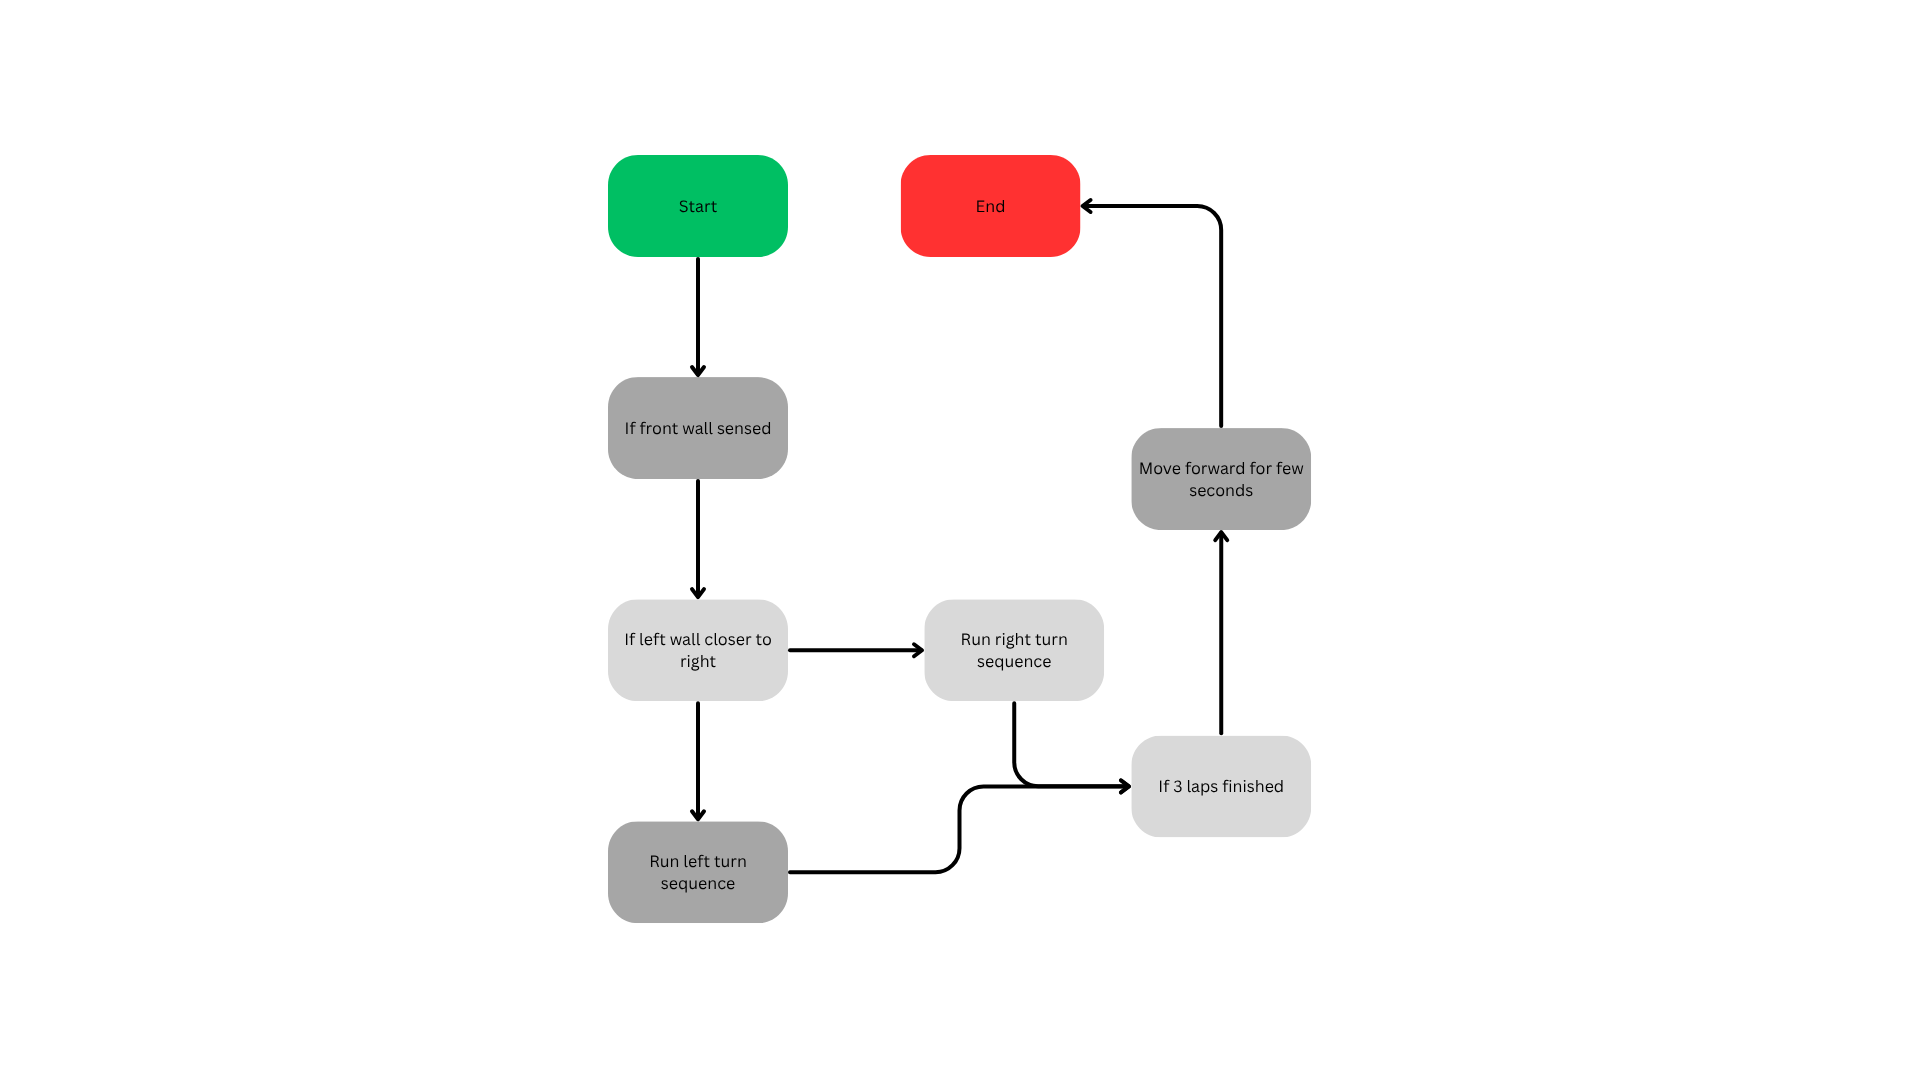 Start
End
If front wall sensed
Move forward for few
seconds
If left wall closer to
right
Run right turn
sequence
If 3 laps finished
Run left turn
sequence